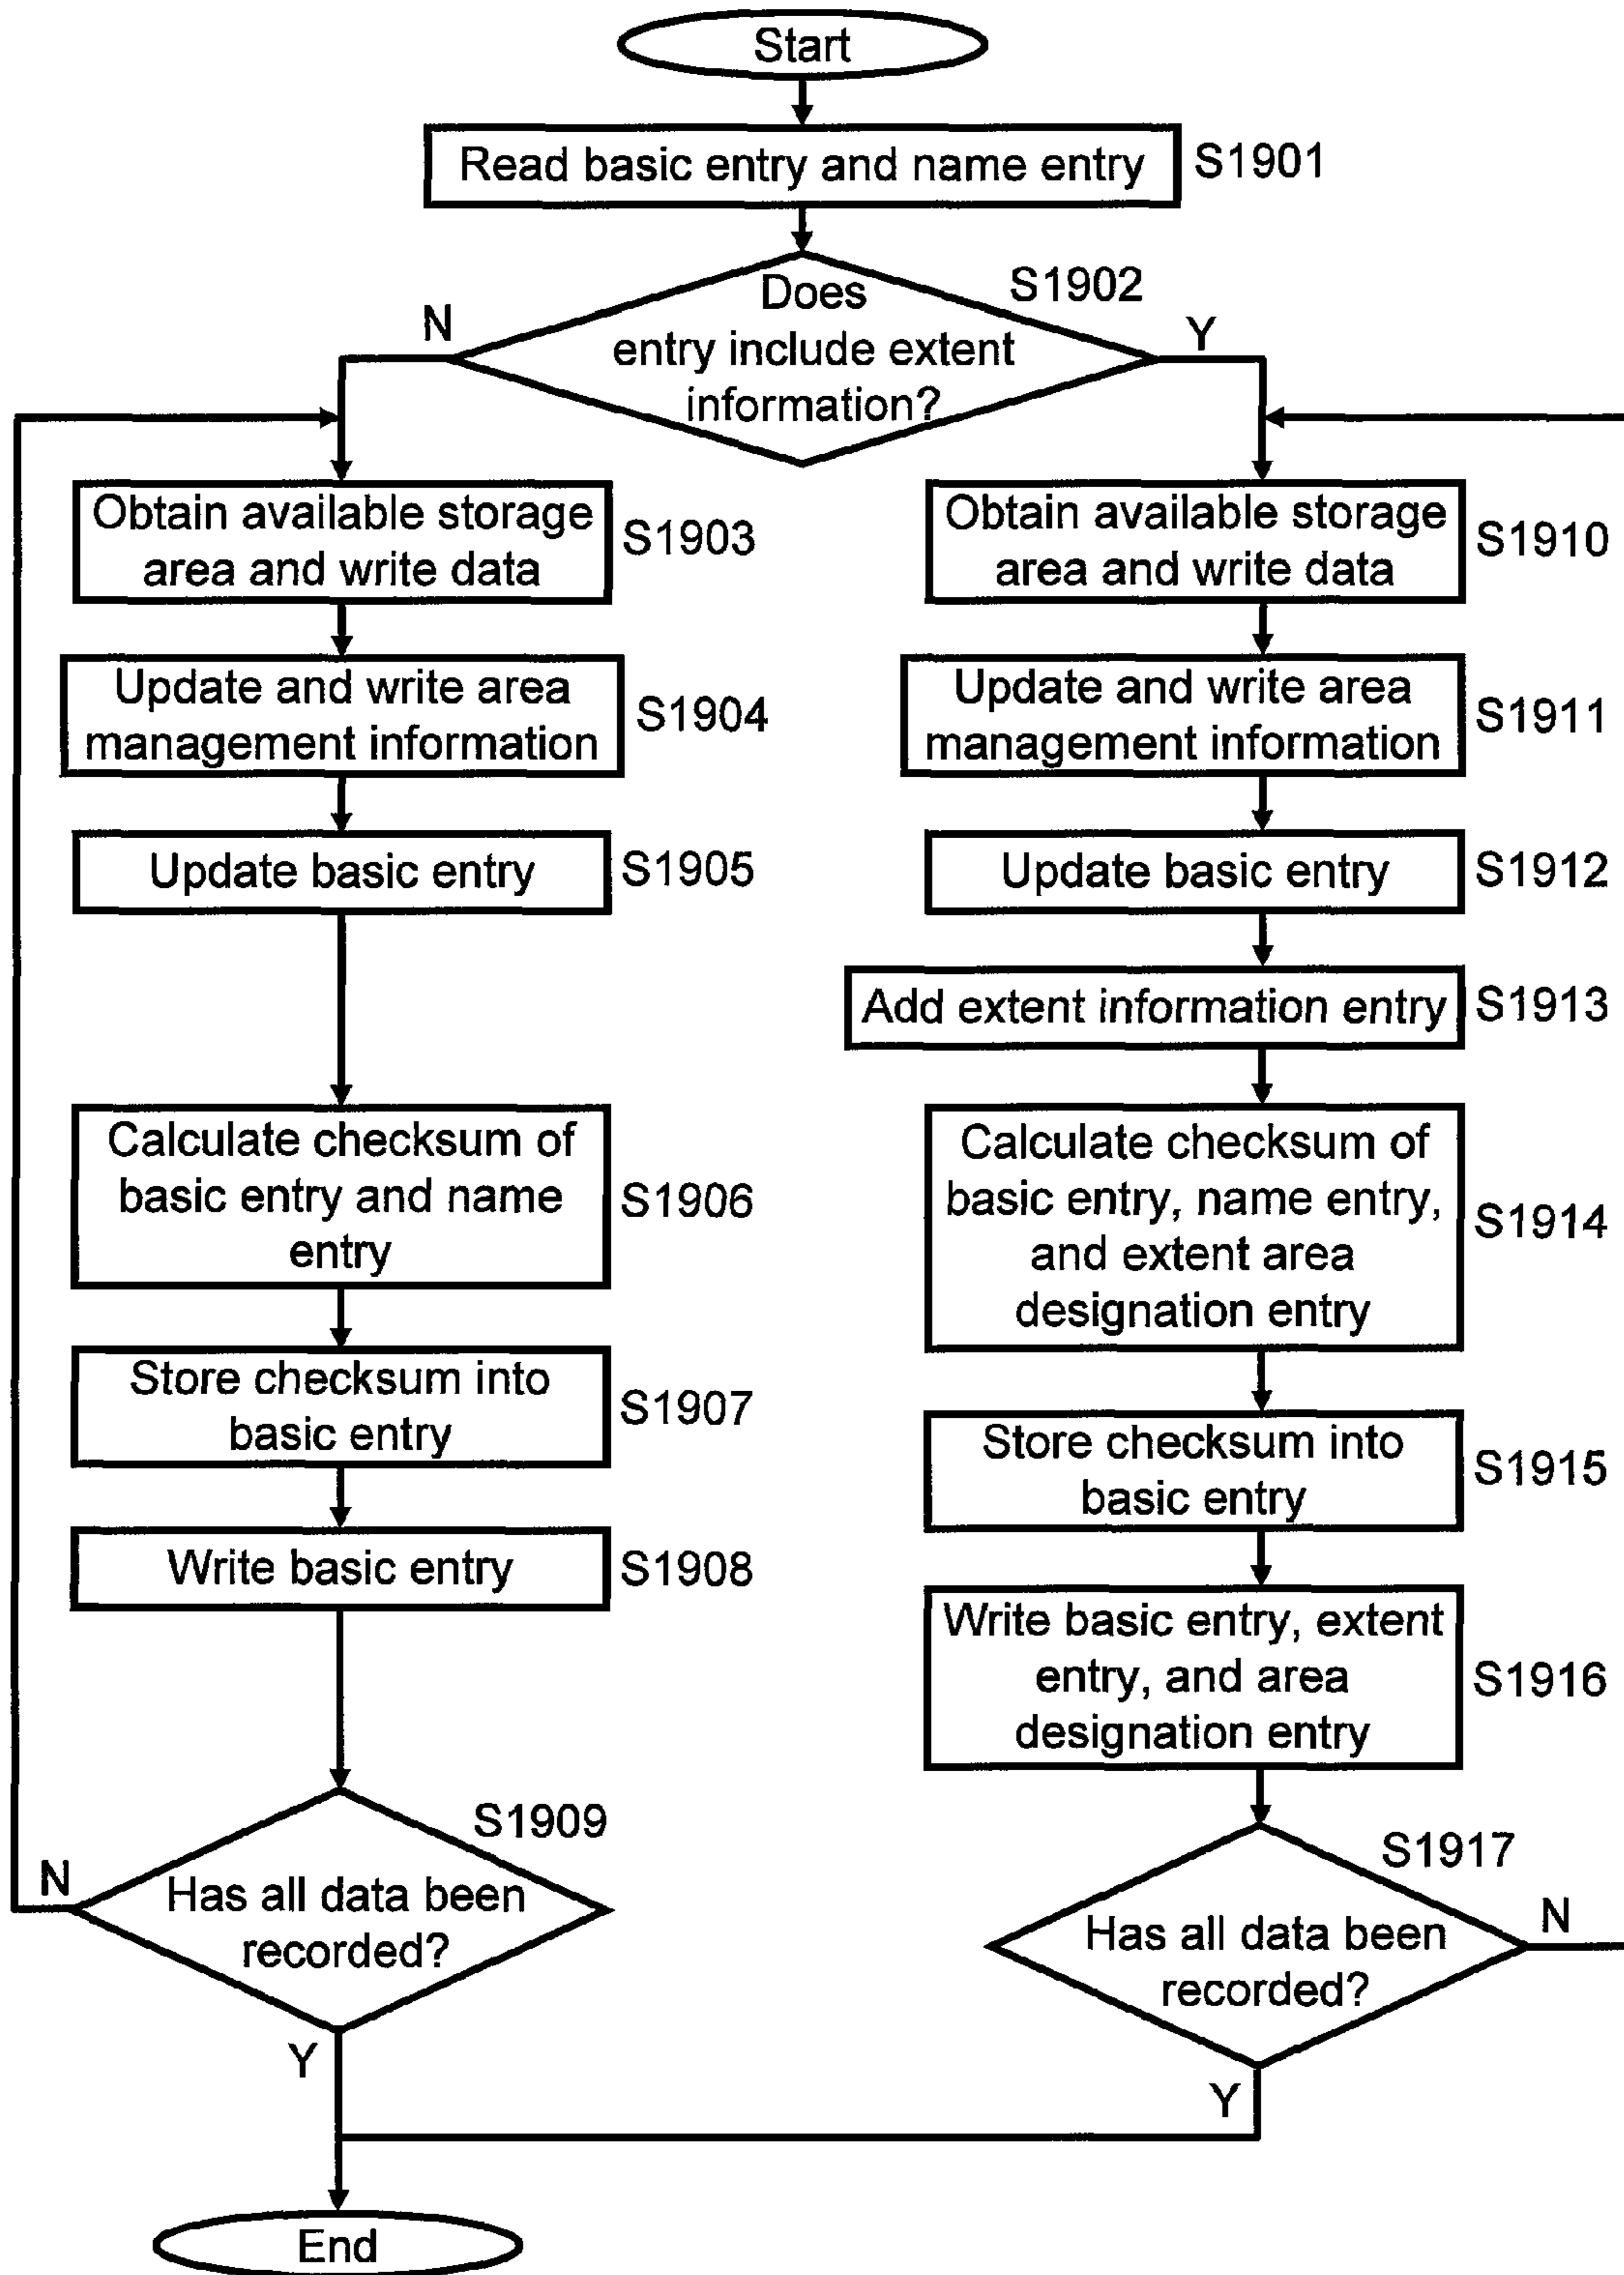 Start
Read basic entry and name entry
S1901
Does
entry include extent
information?
S1902
N
Y
Obtain available storage
area and write data
S1903
Update and write area
management information
S1904
Update basic entry
S1905
Calculate checksum of
basic entry and name
entry
S1906
Store checksum into
basic entry
S1907
Write basic entry
S1908
S1909
Has all data been
recorded?
N
Y
Obtain available storage
area and write data
S1910
Update and write area
management information
S1911
Update basic entry
S1912
Add extent information entry
S1913
Calculate checksum of
basic entry, name entry,
and extent area
designation entry
S1914
Store checksum into
basic entry
S1915
Write basic entry, extent
entry, and area
designation entry
S1916
S1917
Has all data been
recorded?
N
Y
End